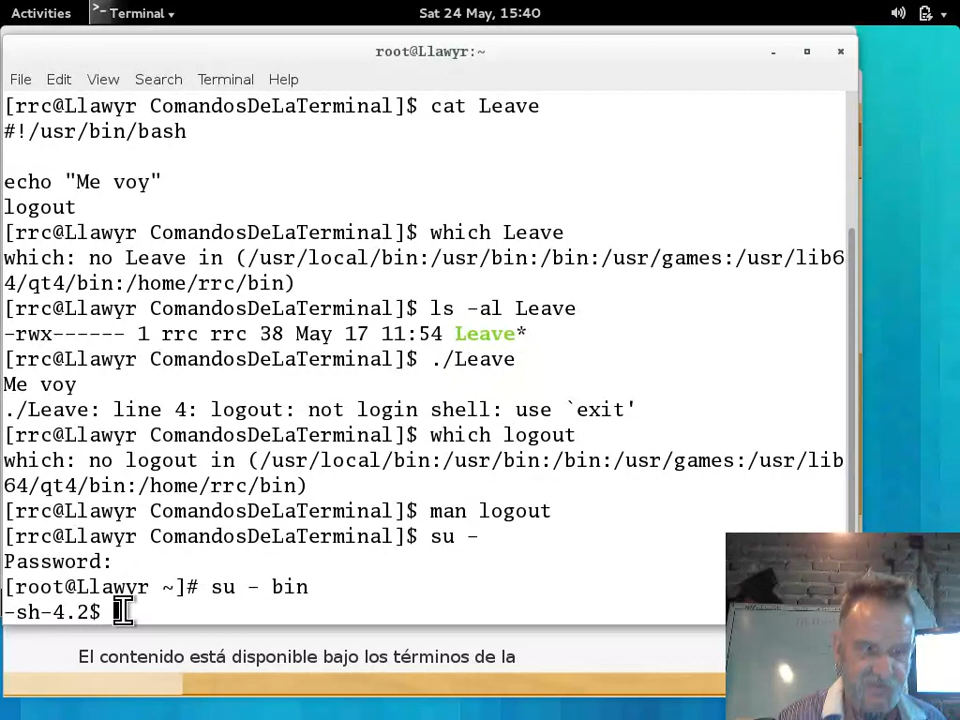 Activities
Terminal
Sat 24 May, 15:40
root@Llawyr:~
File Edit View Search Terminal Help
[rrc@Llawyr ComandosDeLaTerminal]$ cat Leave
#!/usr/bin/bash
echo "Me voy"
logout
[rrc@Llawyr ComandosDeLaTerminal]$ which Leave
which: no Leave in (/usr/local/bin:/usr/bin:/bin:/usr/games:/usr/lib6
4/qt4/bin:/home/rrc/bin)
[rrc@Llawyr ComandosDeLaTerminal]$ ls -al Leave
-rwx------ 1 rrc rrc 38 May 17 11:54 Leave*
[rrc@Llawyr ComandosDeLaTerminal]$ ./Leave
Me voy
./Leave: line 4: logout: not login shell: use `exit'
[rrc@Llawyr ComandosDeLaTerminal]$ which logout
which: no logout in (/usr/local/bin:/usr/bin:/bin:/usr/games:/usr/lib
64/qt4/bin:/home/rrc/bin)
[rrc@Llawyr ComandosDeLaTerminal]$ man logout
[rrc@Llawyr ComandosDeLaTerminal]$ su -
Password:
[root@Llawyr ~]# su - bin
-sh-4.2$
El contenido está disponible bajo los términos de la